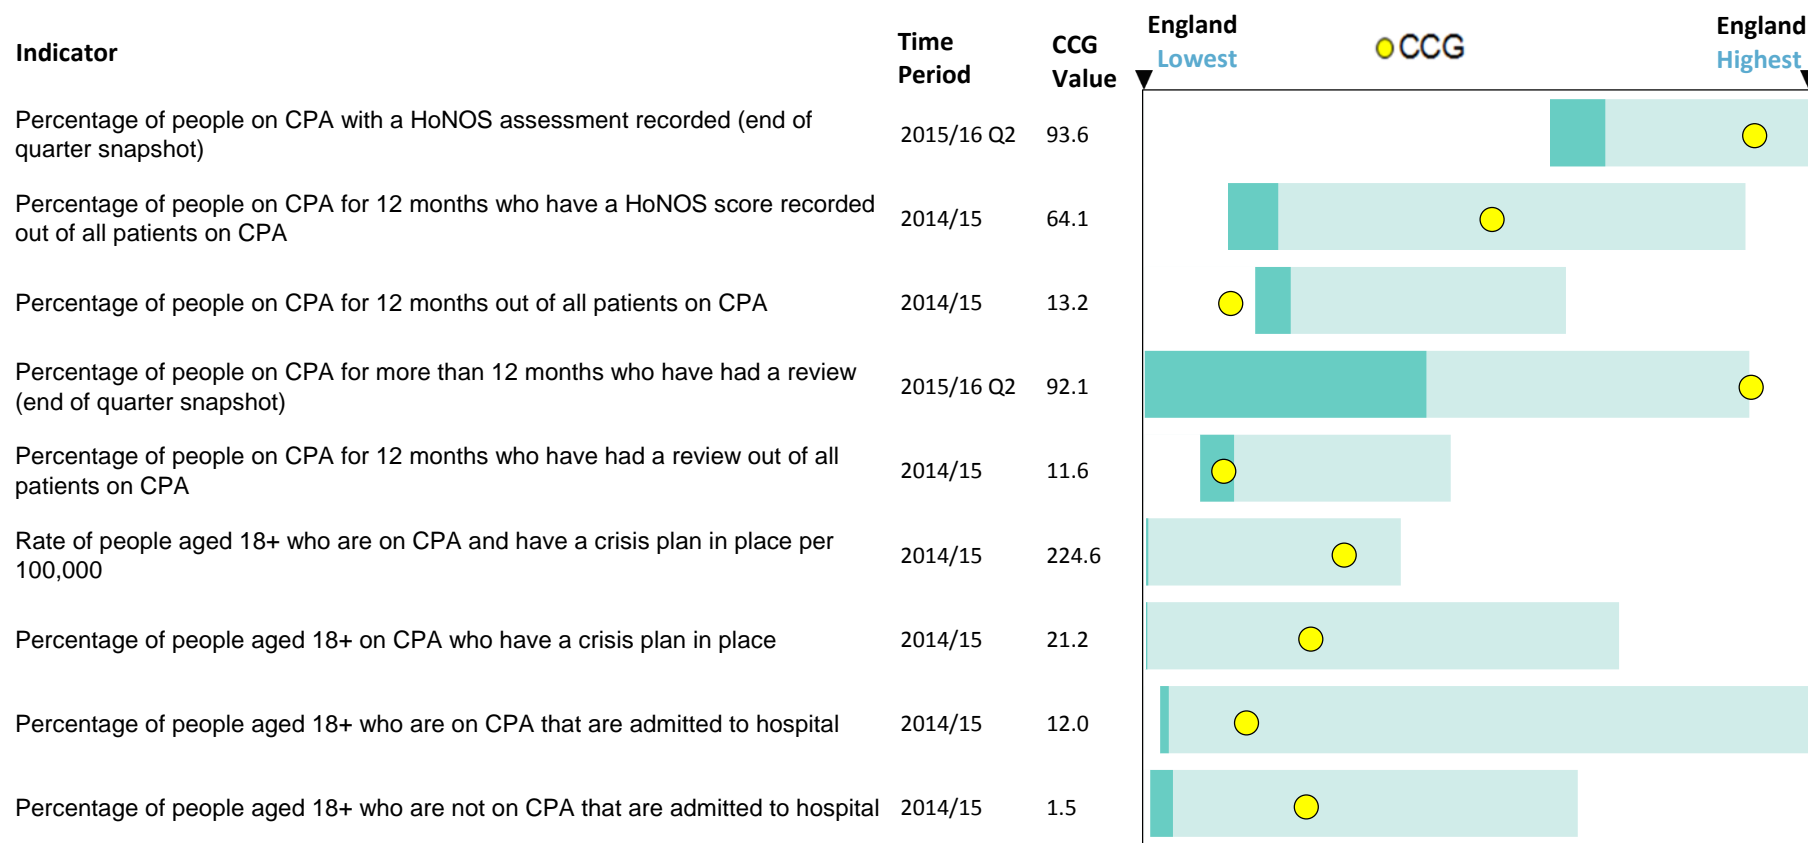 Indicator
Time
Period
CCG
Value
England
Lowest
CCG
England
Highest
Percentage of people on CPA with a HoNOS assessment recorded (end of
quarter snapshot)
2015/16 Q2
93.6
Percentage of people on CPA for 12 months who have a HoNOS score recorded
out of all patients on CPA
2014/15
64.1
Percentage of people on CPA for 12 months out of all patients on CPA
2014/15
13.2
Percentage of people on CPA for more than 12 months who have had a review
(end of quarter snapshot)
2015/16 Q2
92.1
Percentage of people on CPA for 12 months who have had a review out of all
patients on CPA
2014/15
11.6
Rate of people aged 18+ who are on CPA and have a crisis plan in place per
100,000
2014/15
224.6
Percentage of people aged 18+ on CPA who have a crisis plan in place
2014/15
21.2
Percentage of people aged 18+ who are on CPA that are admitted to hospital
2014/15
12.0
Percentage of people aged 18+ who are not on CPA that are admitted to hospital
2014/15
1.5